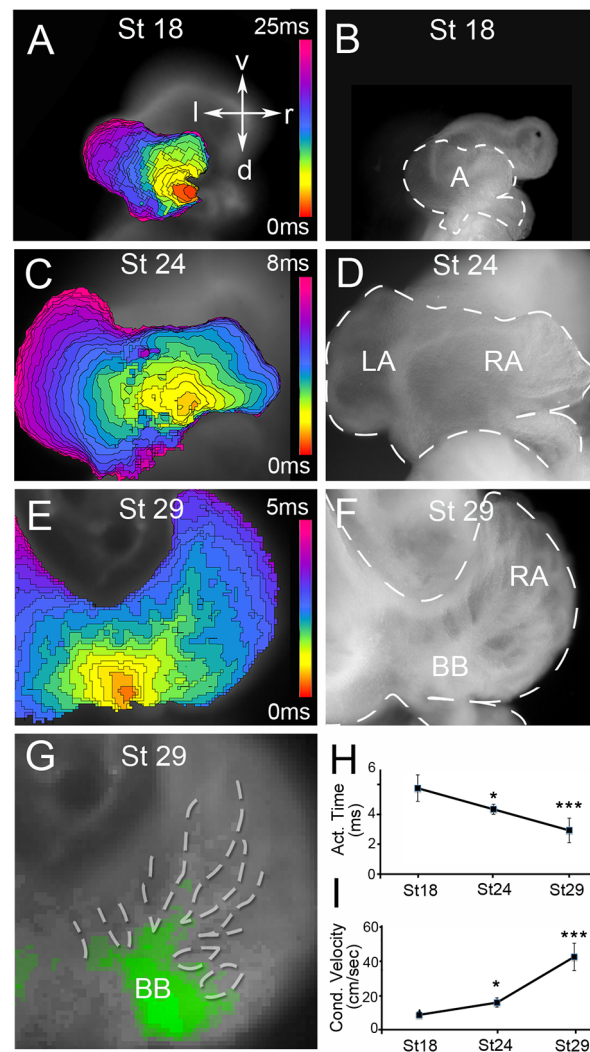 A St 18 25ms
v
l r
d
0ms
B St 18
A
C St 24 8ms
0ms
D St 24
LA RA
E St 29 5ms
0ms
F St 29
RA
BB
G St 29
BB
H
Act. Time
(ms)
6
4
2
0
*
***
St18 St24 St29
I
Cond. Velocity
(cm/sec)
60
40
20
0
*
***
St18 St24 St29